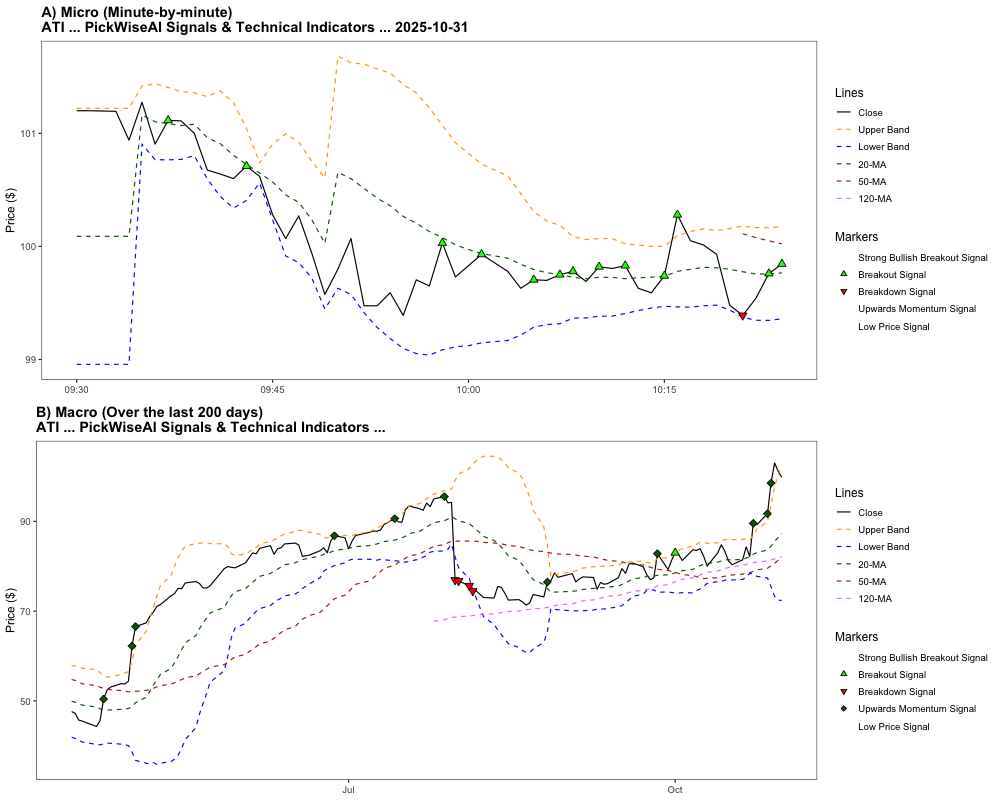 A) Micro (Minute-by-minute)
ATI ... PickWiseAI Signals & Technical Indicators ... 2025-10-31
Price ($)
101
100
99
09:30
09:45
10:00
10:15
Lines
Close
Upper Band
Lower Band
20-MA
50-MA
120-MA
Markers
Strong Bullish Breakout Signal
Breakout Signal
Breakdown Signal
Upwards Momentum Signal
Low Price Signal
B) Macro (Over the last 200 days)
ATI ... PickWiseAI Signals & Technical Indicators ...
Price ($)
90
70
50
Jul
Oct
Lines
Close
Upper Band
Lower Band
20-MA
50-MA
120-MA
Markers
Strong Bullish Breakout Signal
Breakout Signal
Breakdown Signal
Upwards Momentum Signal
Low Price Signal